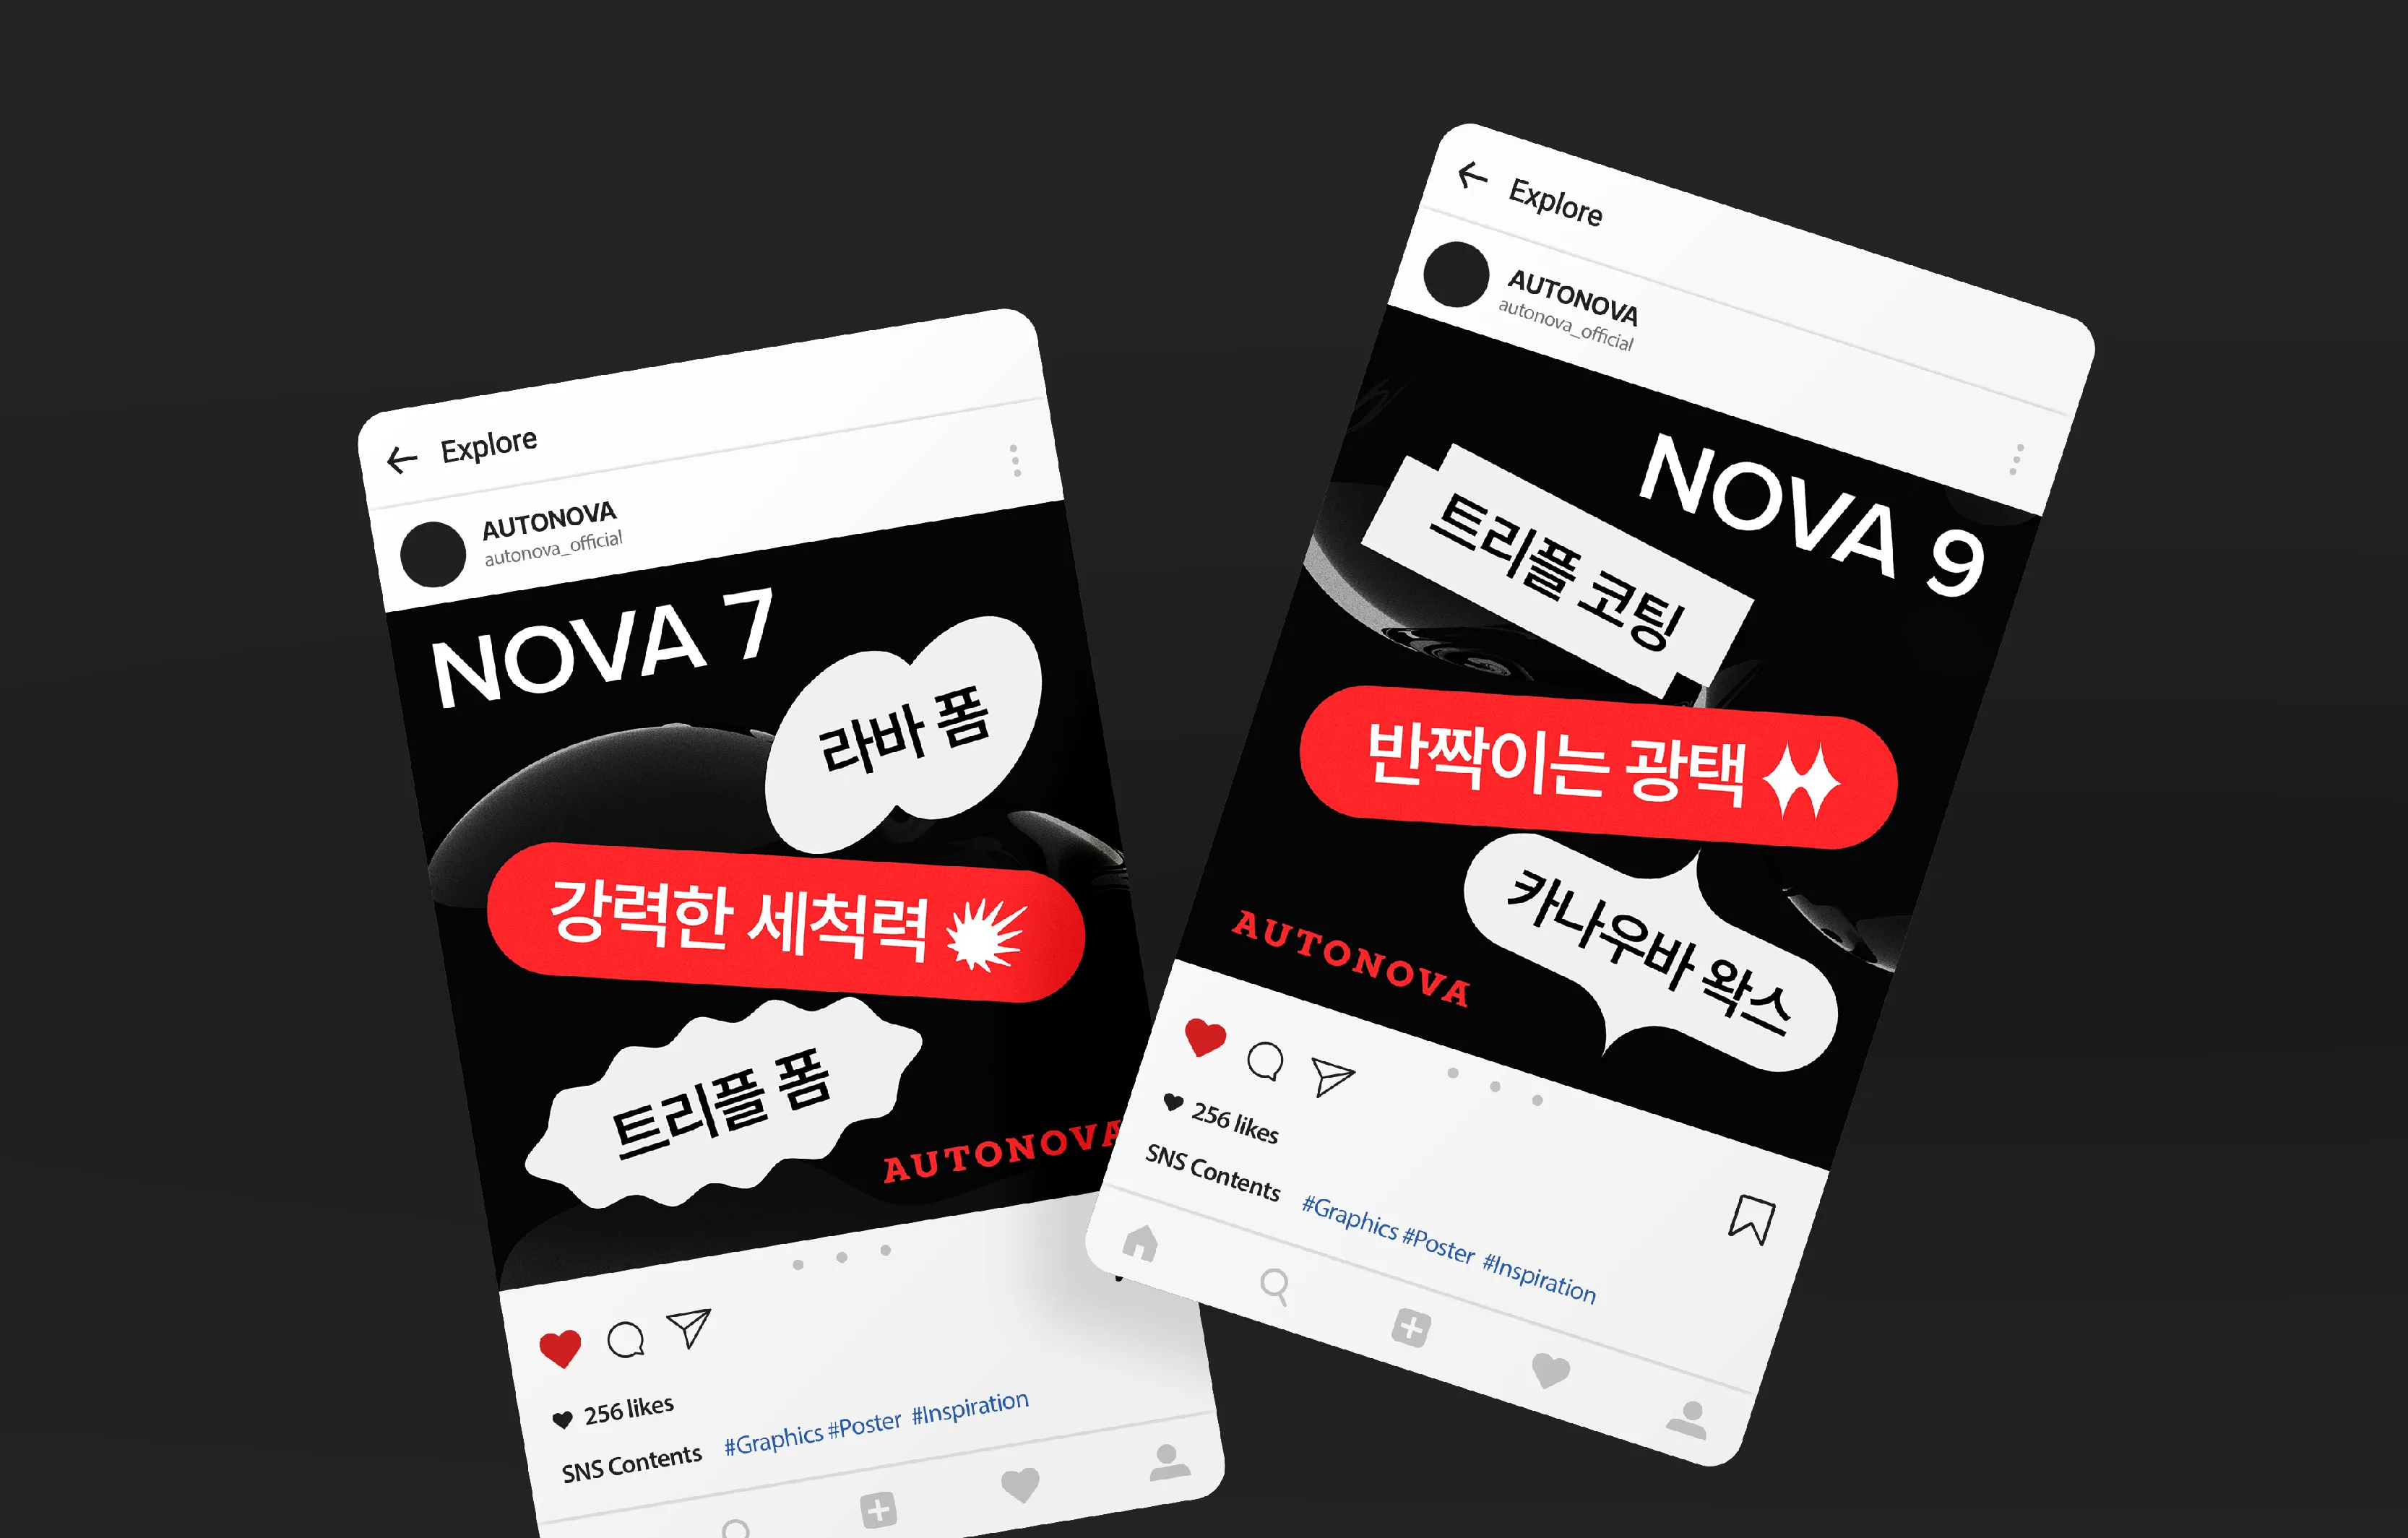 Explore
AUTONOVA
autonova_official
NOVA 7
라바 폼
강력한 세척력
트리플 폼
AUTONOVA
256 likes
SNS Contents #Graphics #Poster #Inspiration
Explore
AUTONOVA
autonova_official
NOVA 9
트리플 코팅
반짝이는 광택
카나우바 왁스
AUTONOVA
256 likes
SNS Contents #Graphics #Poster #Inspiration